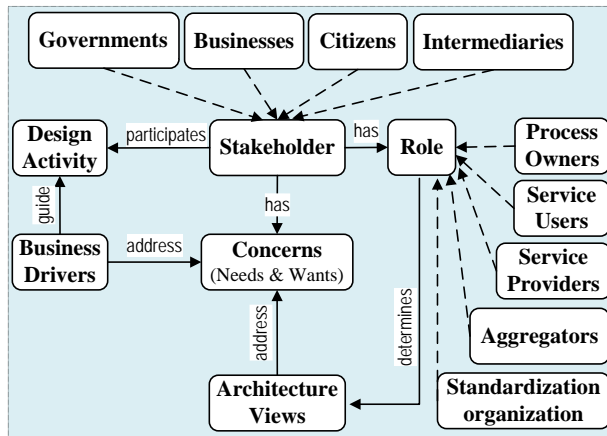 Governments
Businesses
Citizens
Intermediaries
Design
Activity
participates
Stakeholder
has
Role
Process
Owners
Service
Users
guide
has
Business
Drivers
address
Concerns
(Needs & Wants)
Service
Providers
address
determines
Aggregators
Architecture
Views
Standardization
organization